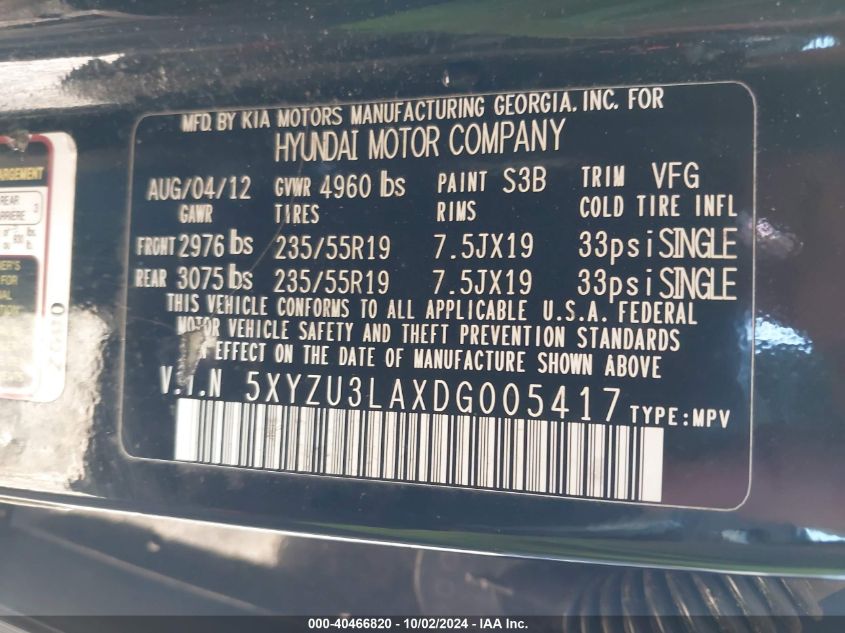 MFD. BY KIA MOTORS MANUFACTURING GEORGIA, INC. FOR
HYUNDAI MOTOR COMPANY
AUG/04/12 GVWR 4960 lbs PAINT S3B TRIM VFG
GAWR TIRES RIMS COLD TIRE INFL
FRONT 2976 lbs 235/55R19 7.5JX19 33psi SINGLE
REAR 3075 lbs 235/55R19 7.5JX19 33psi SINGLE
THIS VEHICLE CONFORMS TO ALL APPLICABLE U.S.A. FEDERAL
MOTOR VEHICLE SAFETY AND THEFT PREVENTION STANDARDS
EFFECT ON THE DATE OF MANUFACTURE SHOWN ABOVE
V.I.N 5XYZU3LAXDG005417 TYPE:MPV
ARGEMENT
REAR
ARRIÈRE 3
000-40466820 - 10/02/2024 - IAA Inc.